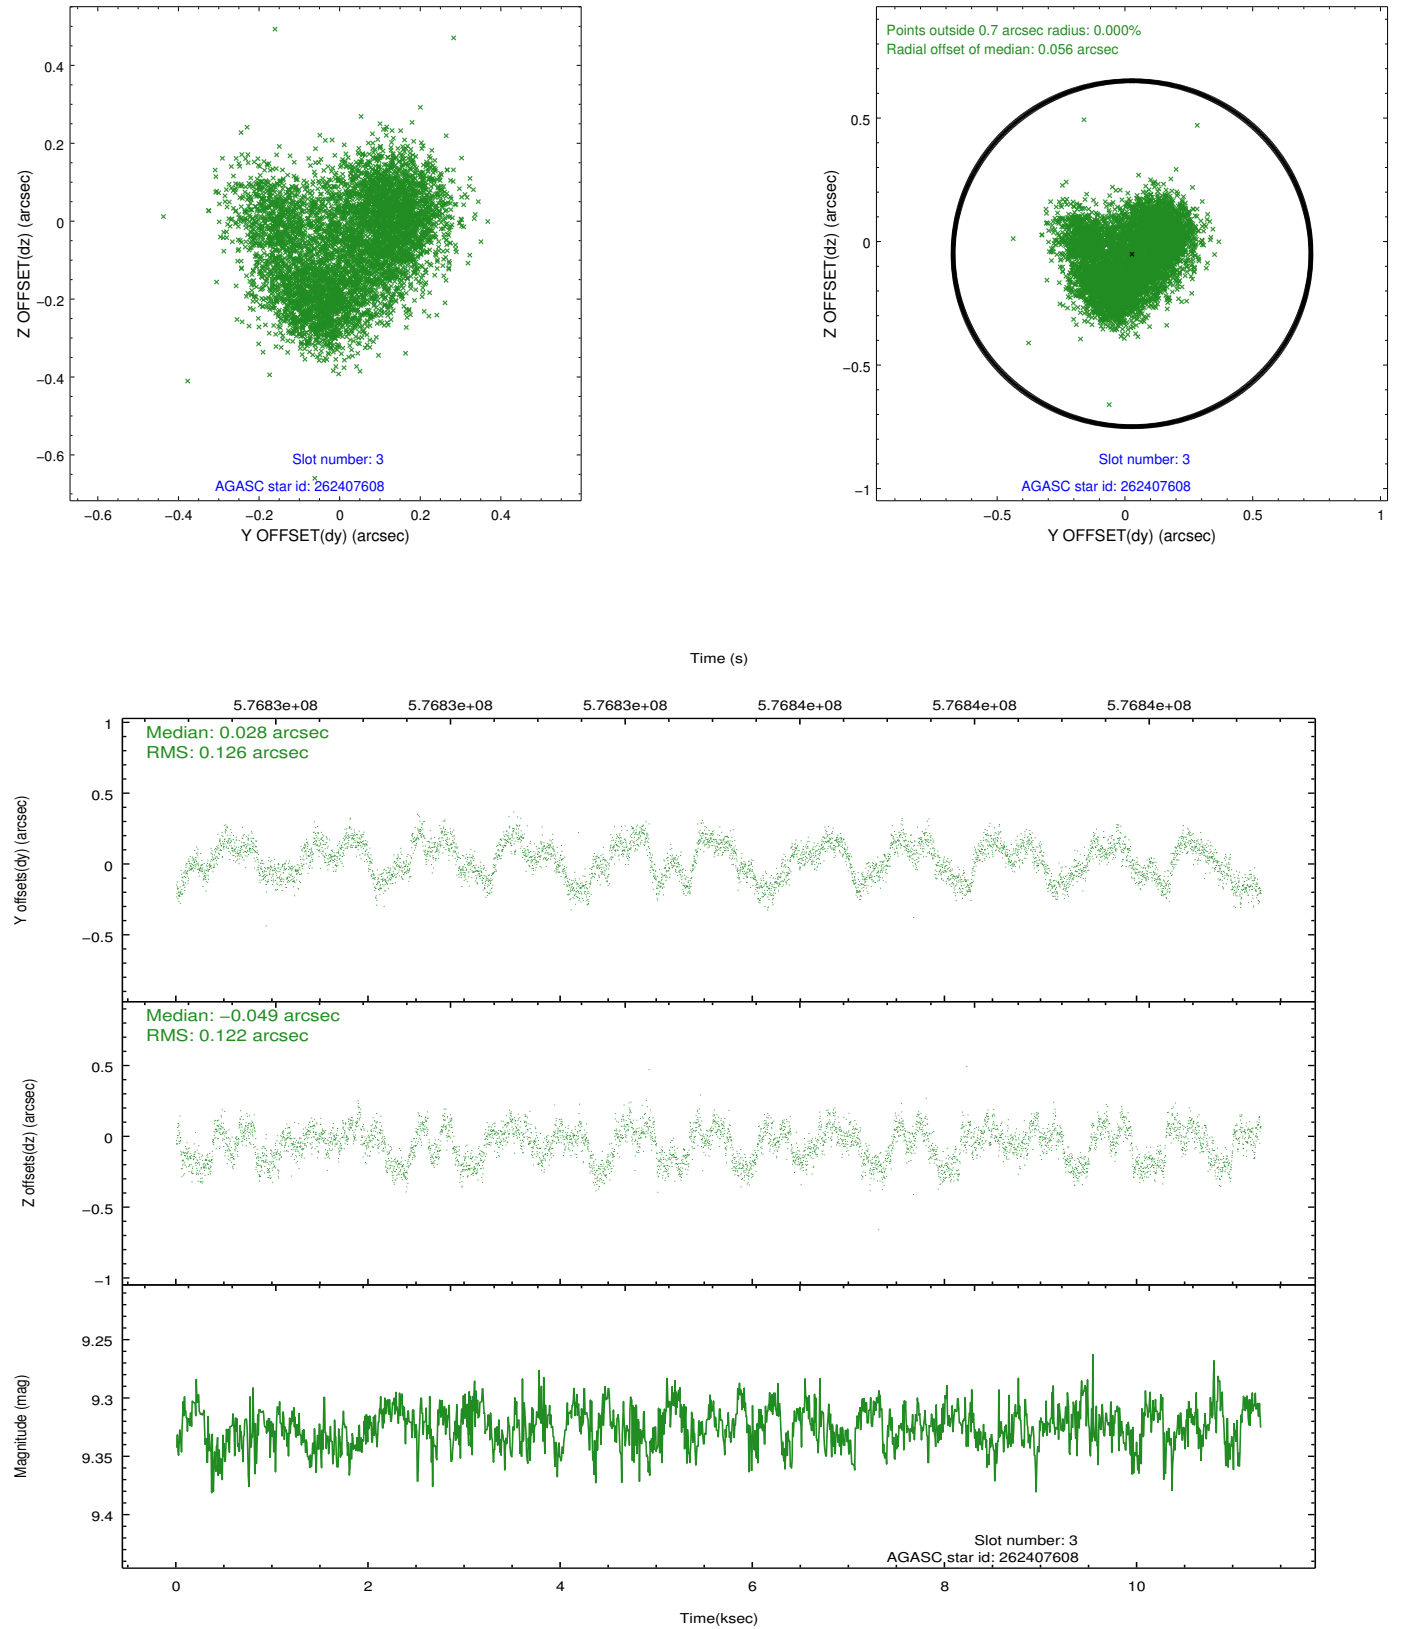 0.4
0.2
0
−0.2
−0.4
−0.6
Z OFFSET(dz) (arcsec)
Slot number: 3
AGASC star id: 262407608
−0.6
−0.4
−0.2
0
0.2
0.4
Y OFFSET(dy) (arcsec)
Points outside 0.7 arcsec radius: 0.000%
Radial offset of median: 0.056 arcsec
0.5
0
−0.5
−1
Z OFFSET(dz) (arcsec)
Slot number: 3
AGASC star id: 262407608
−0.5
0
0.5
1
Y OFFSET(dy) (arcsec)
Time (s)
5.7683e+08
5.7683e+08
5.7683e+08
5.7684e+08
5.7684e+08
5.7684e+08
Median: 0.028 arcsec
RMS: 0.126 arcsec
1
0.5
0
−0.5
Y offsets(dy) (arcsec)
Median: −0.049 arcsec
RMS: 0.122 arcsec
0.5
0
−0.5
−1
Z offsets(dz) (arcsec)
9.25
9.3
9.35
9.4
Magnitude (mag)
Slot number: 3
AGASC star id: 262407608
0
2
4
6
8
10
Time(ksec)